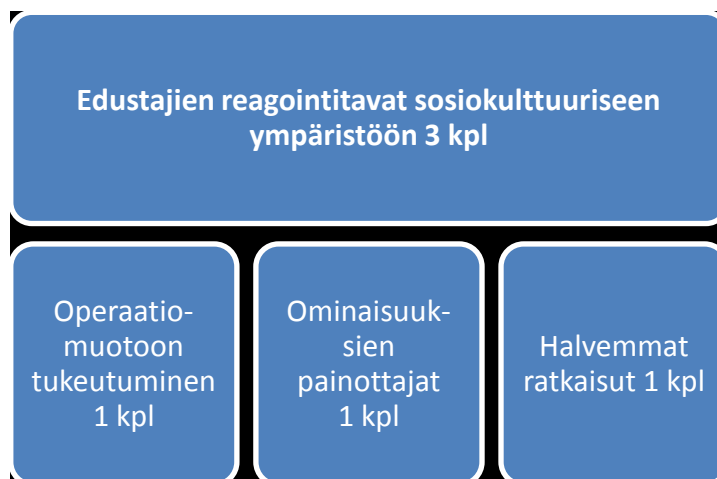 Edustajien reagointitavat sosiokulttuuriseen
ympäristöön 3 kpl
Operaatio-
muotoon
tukeutuminen
1 kpl
Ominaisuuk-
sien
painottajat
1 kpl
Halvemmat
ratkaisut 1 kpl